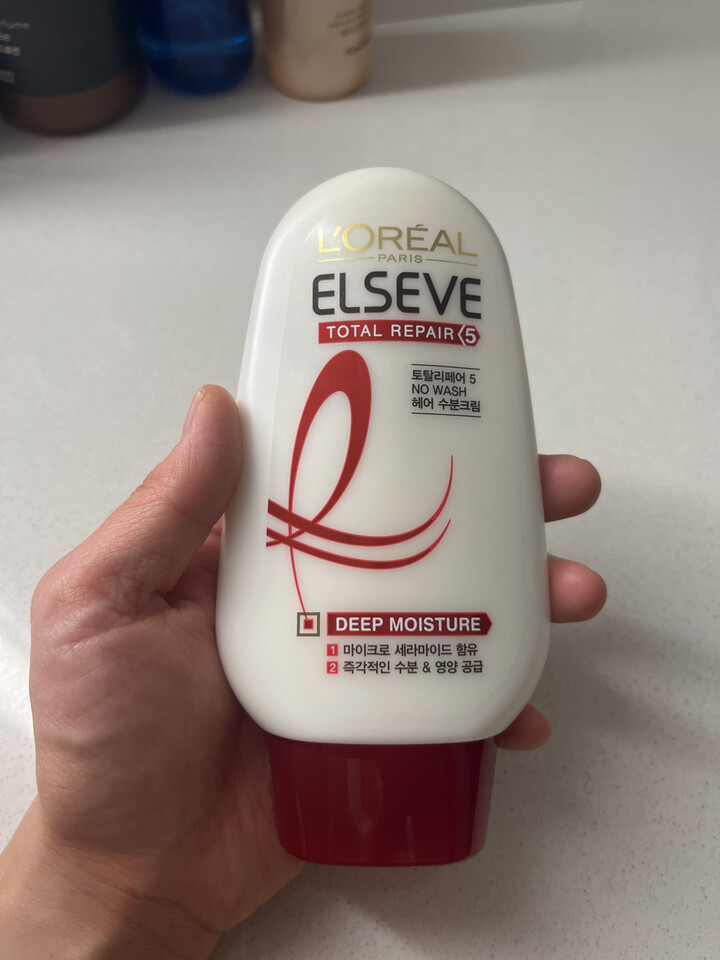 L'ORÉAL
PARIS
ELSEVE
TOTAL REPAIR 5
토탈리페어 5
NO WASH
헤어 수분크림
DEEP MOISTURE
1 마이크로 세라마이드 함유
2 즉각적인 수분 & 영양 공급